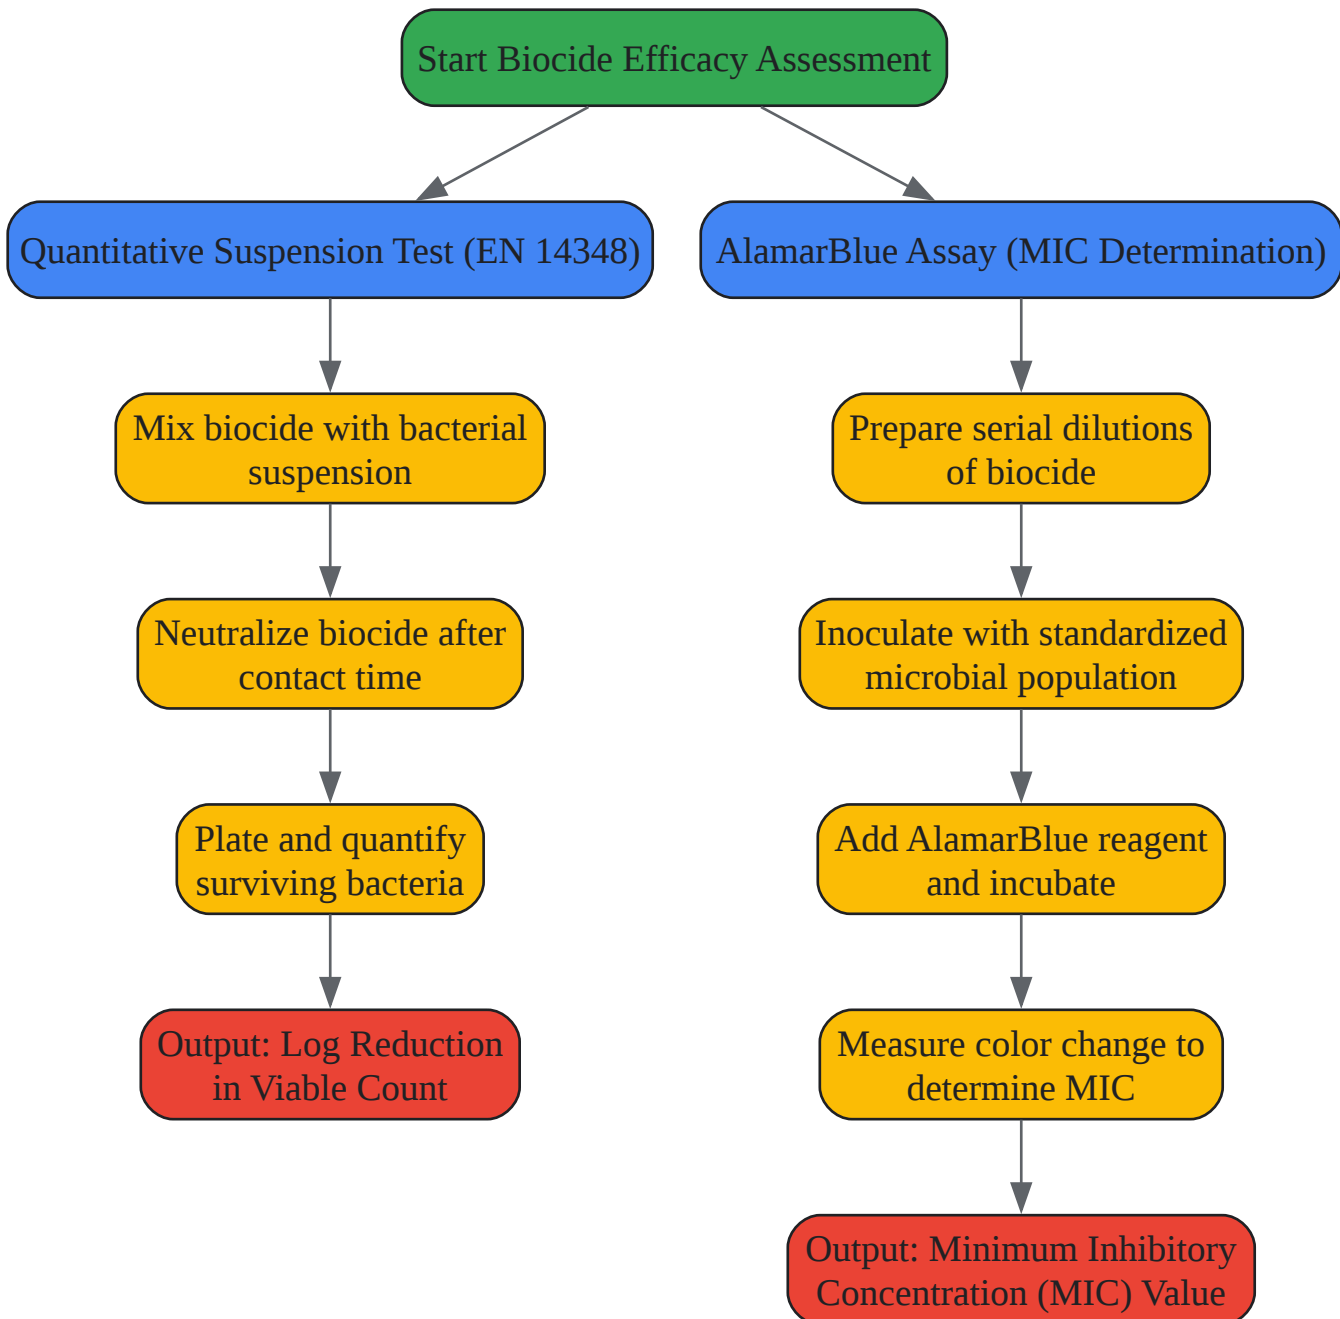 Start Biocide Efficacy Assessment
Quantitative Suspension Test (EN 14348)
Mix biocide with bacterial
suspension
Neutralize biocide after
contact time
Plate and quantify
surviving bacteria
Output: Log Reduction
in Viable Count
AlamarBlue Assay (MIC Determination)
Prepare serial dilutions
of biocide
Inoculate with standardized
microbial population
Add AlamarBlue reagent
and incubate
Measure color change to
determine MIC
Output: Minimum Inhibitory
Concentration (MIC) Value